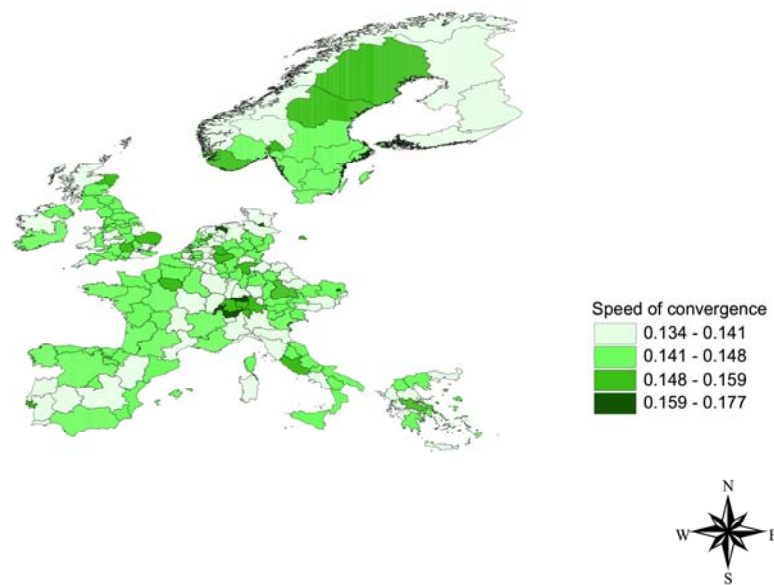 Speed of convergence
0.134 - 0.141
0.141 - 0.148
0.148 - 0.159
0.159 - 0.177
N
W E
S